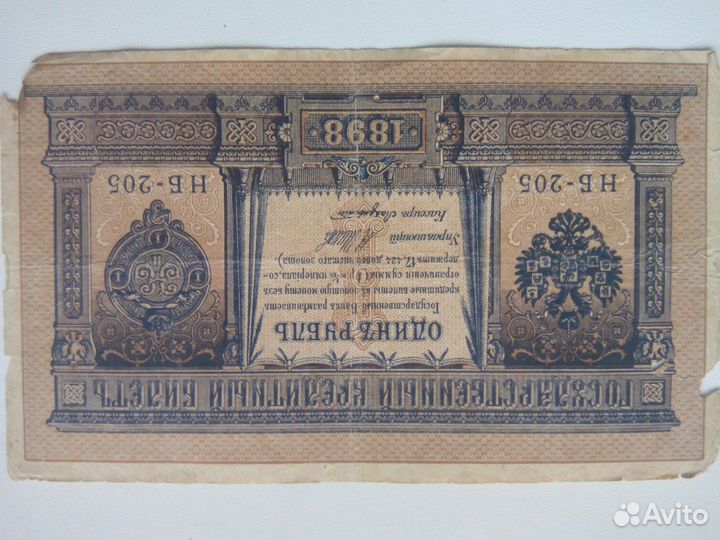 ГОСУДАРСТВЕННЫЙ КРЕДИТНЫЙ БИЛЕТЪ
ОДИНЪ РУБЛЬ
Государственный Банкъ размѣниваетъ
кредитные билеты на золотую монету безъ
ограниченія суммы (1 р. = 1/15 имперіала, со-
держитъ 17,424 долей чистаго золота)
Управляющій
Кассиръ
НБ-205
НБ-205
1898
Avito